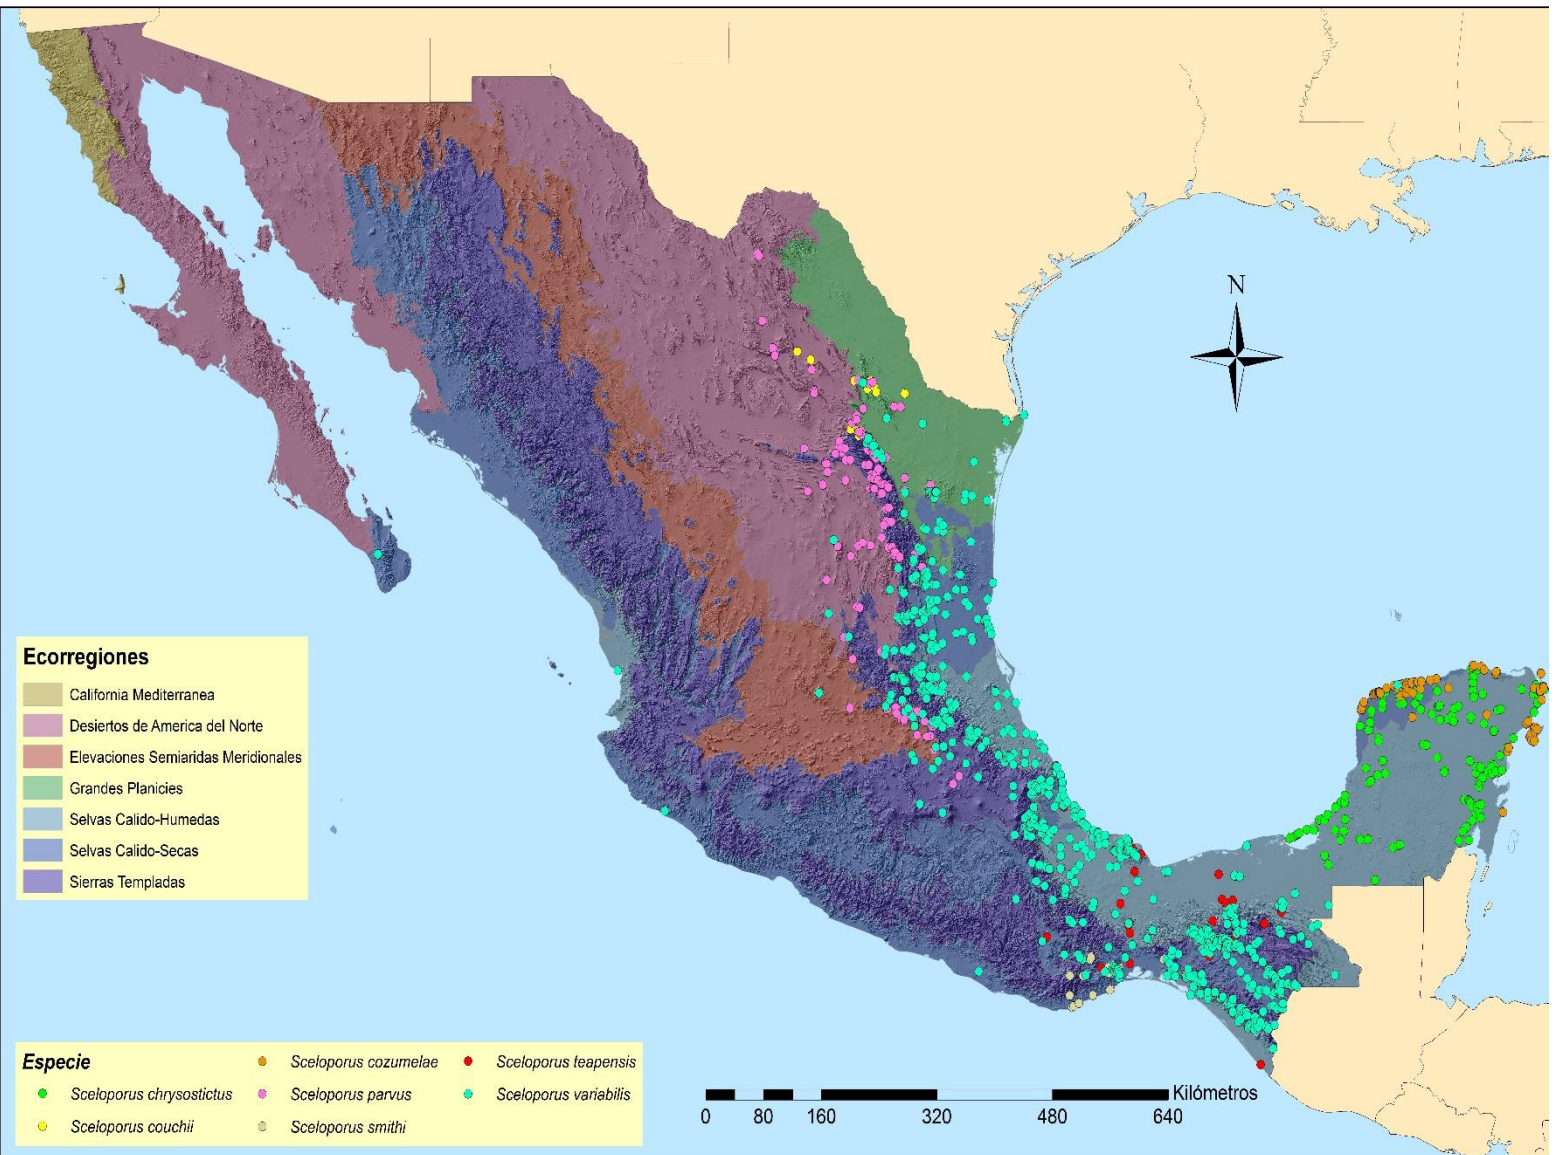 N
Ecorregiones
California Mediterranea
Desiertos de America del Norte
Elevaciones Semiaridas Meridionales
Grandes Planicies
Selvas Calido-Humedas
Selvas Calido-Secas
Sierras Templadas
Especie
Sceloporus chrysostictus
Sceloporus couchii
Sceloporus cozumelae
Sceloporus parvus
Sceloporus smithi
Sceloporus teapensis
Sceloporus variabilis
Kilómetros
0 80 160 320 480 640